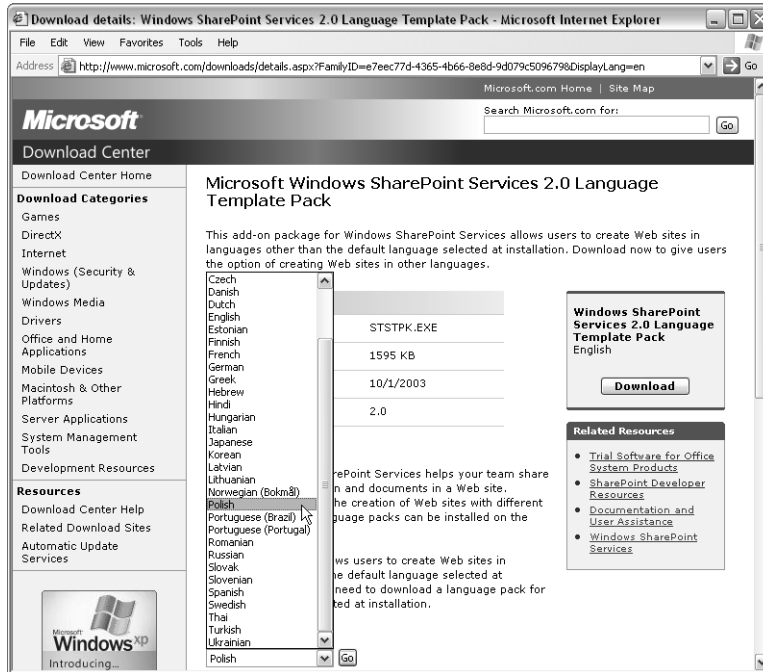 Download details: Windows SharePoint Services 2.0 Language Template Pack - Microsoft Internet Explorer
File Edit View Favorites Tools Help
Address http://www.microsoft.com/downloads/details.aspx?FamilyID=e7eec77d-4365-4b66-8e8d-9d079c509679&DisplayLang=en Go
Microsoft.com Home | Site Map
Microsoft
Search Microsoft.com for:
Go
Download Center
Download Center Home
Download Categories
Games
DirectX
Internet
Windows (Security &
Updates)
Windows Media
Drivers
Office and Home
Applications
Mobile Devices
Macintosh & Other
Platforms
Server Applications
System Management
Tools
Development Resources
Resources
Download Center Help
Related Download Sites
Automatic Update
Services
Microsoft
Windows xp
Introducing...
Microsoft Windows SharePoint Services 2.0 Language
Template Pack
This add-on package for Windows SharePoint Services allows users to create Web sites in
languages other than the default language selected at installation. Download now to give users
the option of creating Web sites in other languages.
Czech
Danish
Dutch
English
Estonian
Finnish
French
German
Greek
Hebrew
Hindi
Hungarian
Italian
Japanese
Korean
Latvian
Lithuanian
Norwegian (Bokmål)
Polish
Portuguese (Brazil)
Portuguese (Portugal)
Romanian
Russian
Slovak
Slovenian
Spanish
Swedish
Thai
Turkish
Ukrainian
Polish Go
STSTPK.EXE
1595 KB
10/1/2003
2.0
rePoint Services helps your team share
n and documents in a Web site.
he creation of Web sites with different
guage packs can be installed on the
ws users to create Web sites in
he default language selected at
need to download a language pack for
ted at installation.
Windows SharePoint
Services 2.0 Language
Template Pack
English
Download
Related Resources
Trial Software for Office
System Products
SharePoint Developer
Resources
Documentation and
User Assistance
Windows SharePoint
Services